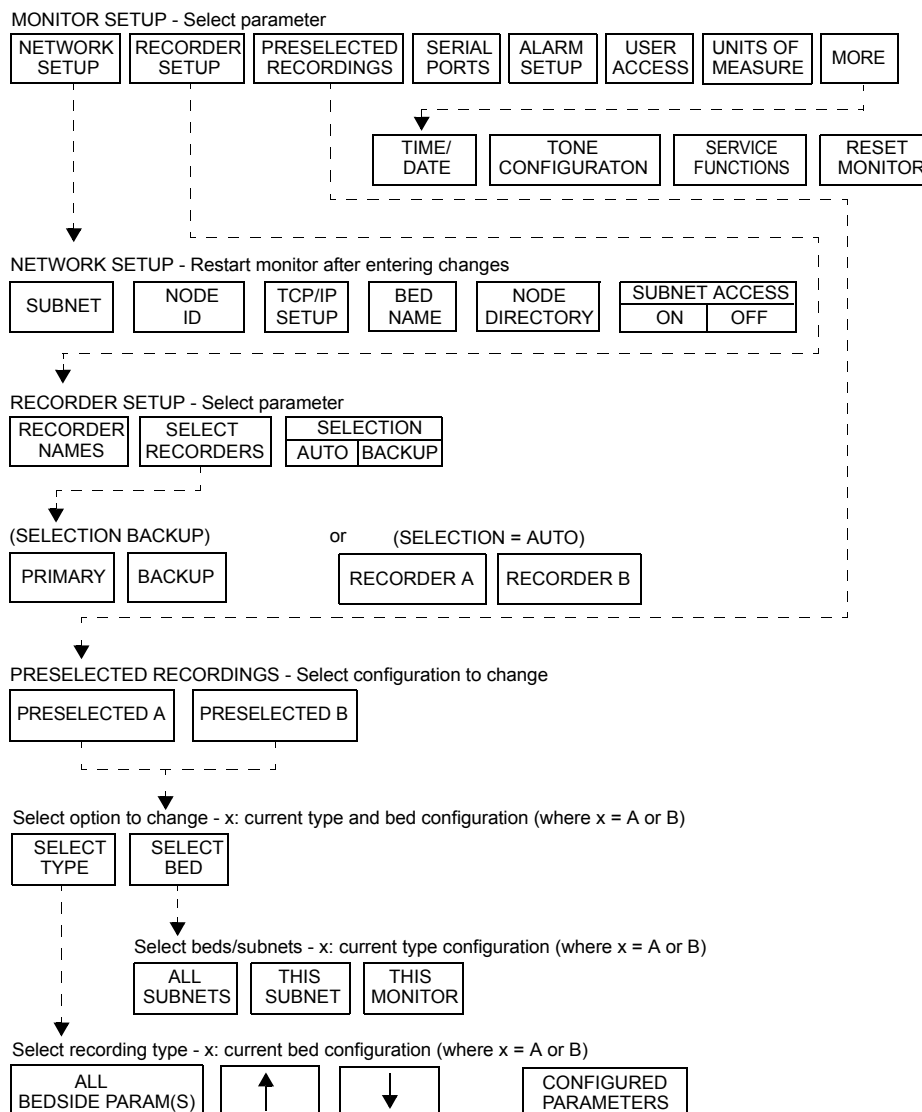 MONITOR SETUP - Select parameter
NETWORK SETUP
RECORDER SETUP
PRESELECTED RECORDINGS
SERIAL PORTS
ALARM SETUP
USER ACCESS
UNITS OF MEASURE
MORE
TIME/ DATE
TONE CONFIGURATON
SERVICE FUNCTIONS
RESET MONITOR
NETWORK SETUP - Restart monitor after entering changes
SUBNET
NODE ID
TCP/IP SETUP
BED NAME
NODE DIRECTORY
SUBNET ACCESS
ON OFF
RECORDER SETUP - Select parameter
RECORDER NAMES
SELECT RECORDERS
SELECTION
AUTO BACKUP
(SELECTION BACKUP) or (SELECTION = AUTO)
PRIMARY
BACKUP
RECORDER A
RECORDER B
PRESELECTED RECORDINGS - Select configuration to change
PRESELECTED A
PRESELECTED B
Select option to change - x: current type and bed configuration (where x = A or B)
SELECT TYPE
SELECT BED
Select beds/subnets - x: current type configuration (where x = A or B)
ALL SUBNETS
THIS SUBNET
THIS MONITOR
Select recording type - x: current bed configuration (where x = A or B)
ALL BEDSIDE PARAM(S)
CONFIGURED PARAMETERS